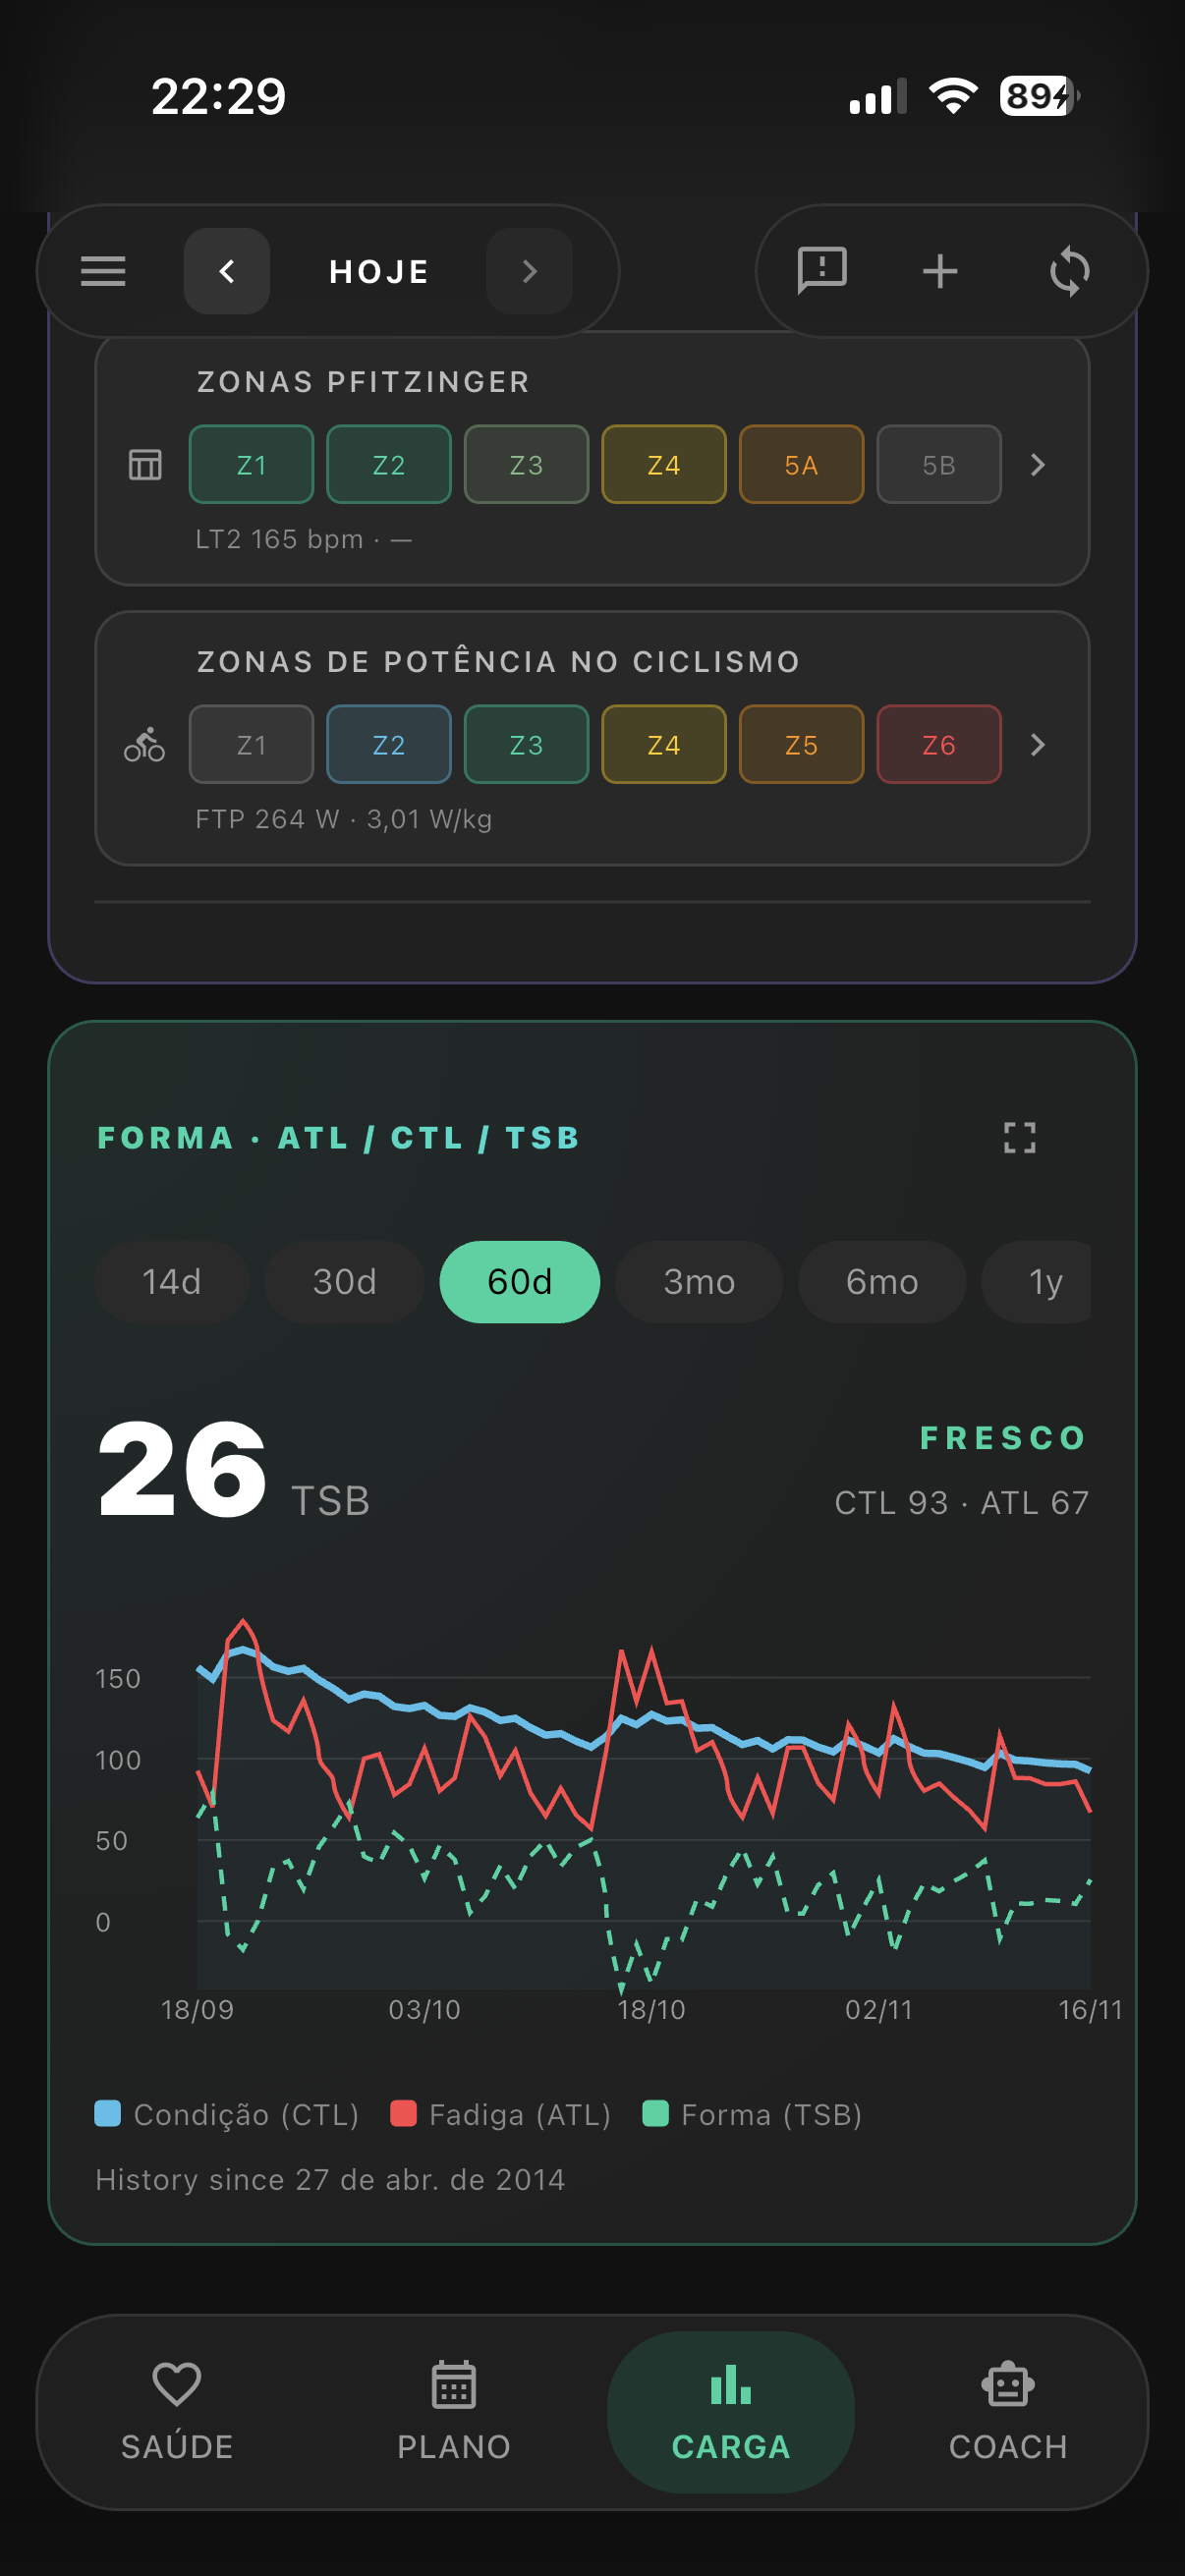 22:29
89
HOJE
ZONAS PFITZINGER
Z1 Z2 Z3 Z4 5A 5B
LT2 165 bpm · —
ZONAS DE POTÊNCIA NO CICLISMO
Z1 Z2 Z3 Z4 Z5 Z6
FTP 264 W · 3,01 W/kg
FORMA · ATL / CTL / TSB
14d 30d 60d 3mo 6mo 1y
26 TSB
FRESCO
CTL 93 · ATL 67
150
100
50
0
18/09 03/10 18/10 02/11 16/11
Condição (CTL) Fadiga (ATL) Forma (TSB)
History since 27 de abr. de 2014
SAÚDE PLANO CARGA COACH